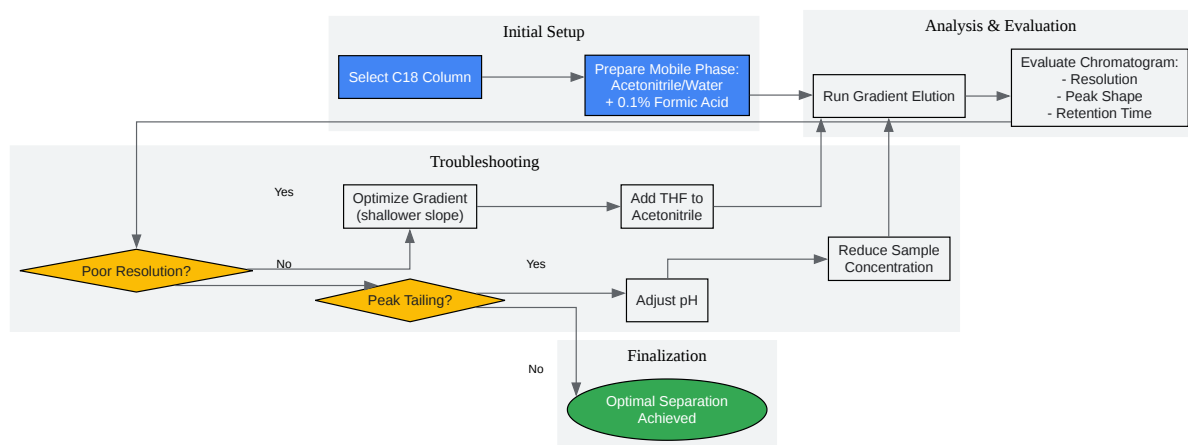 Initial Setup
Select C18 Column
Prepare Mobile Phase:
Acetonitrile/Water
+ 0.1% Formic Acid
Analysis & Evaluation
Run Gradient Elution
Evaluate Chromatogram:
- Resolution
- Peak Shape
- Retention Time
Troubleshooting
Yes
Optimize Gradient
(shallower slope)
Add THF to
Acetonitrile
Poor Resolution?
No
Peak Tailing?
Yes
Adjust pH
Reduce Sample
Concentration
No
Finalization
Optimal Separation
Achieved